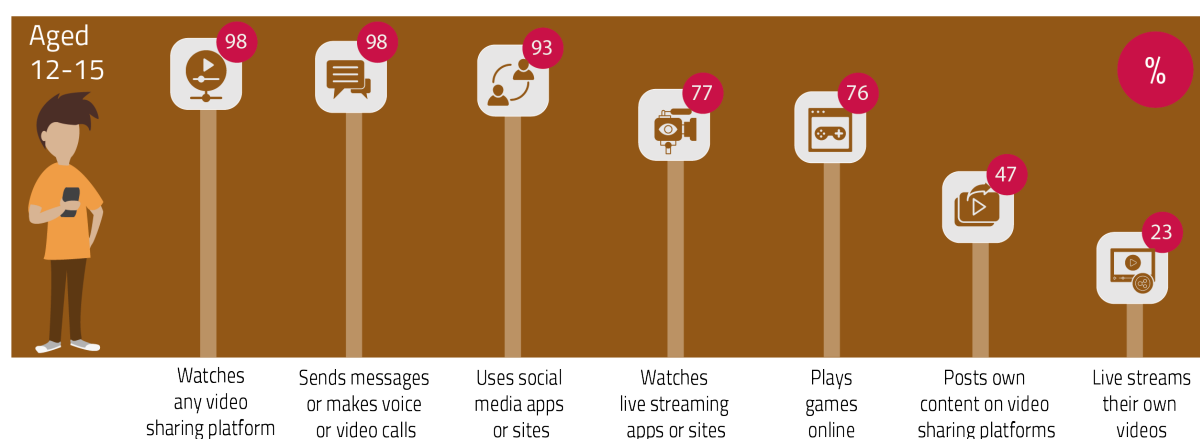 Aged
12-15
98
98
93
77
76
47
23
%
Watches
any video
sharing platform
Sends messages
or makes voice
or video calls
Uses social
media apps
or sites
Watches
live streaming
apps or sites
Plays
games
online
Posts own
content on video
sharing platforms
Live streams
their own
videos